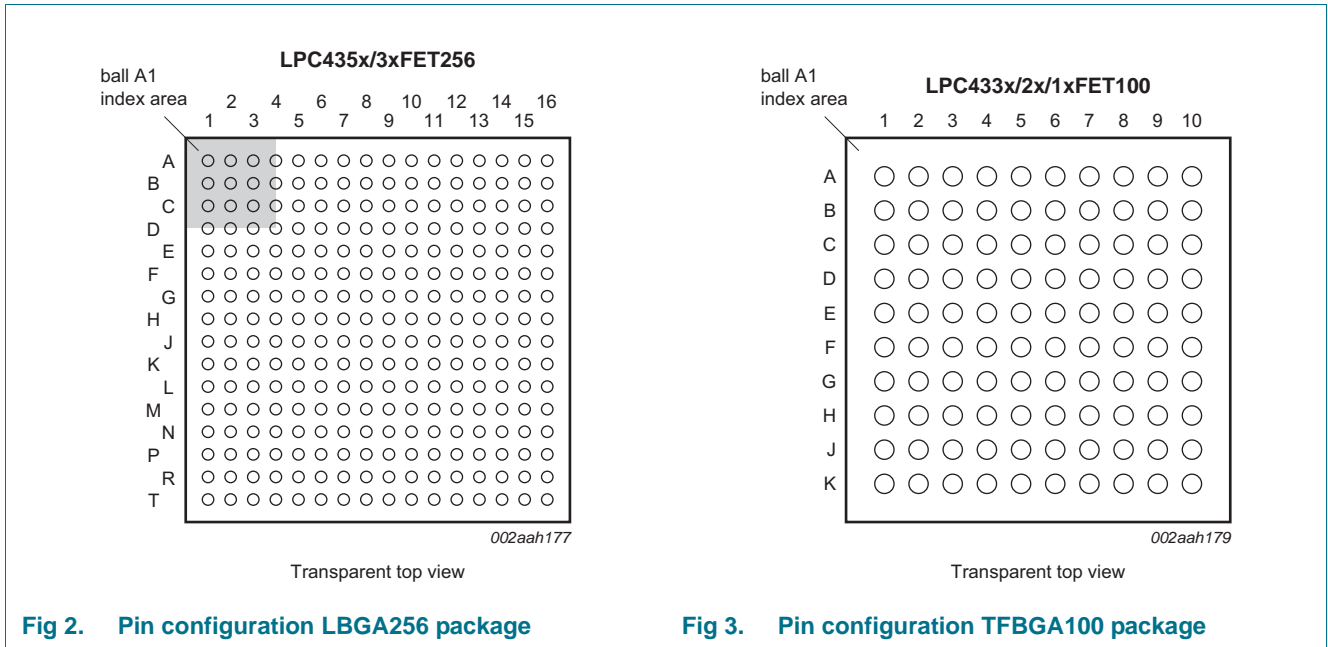 LPC435x/3xFET256
ball A1
index area
2 4 6 8 10 12 14 16
1 3 5 7 9 11 13 15
A
B
C
D
E
F
G
H
J
K
L
M
N
P
R
T
002aah177
Transparent top view
Fig 2. Pin configuration LBGA256 package
LPC433x/2x/1xFET100
ball A1
index area
1 2 3 4 5 6 7 8 9 10
A
B
C
D
E
F
G
H
J
K
002aah179
Transparent top view
Fig 3. Pin configuration TFBGA100 package